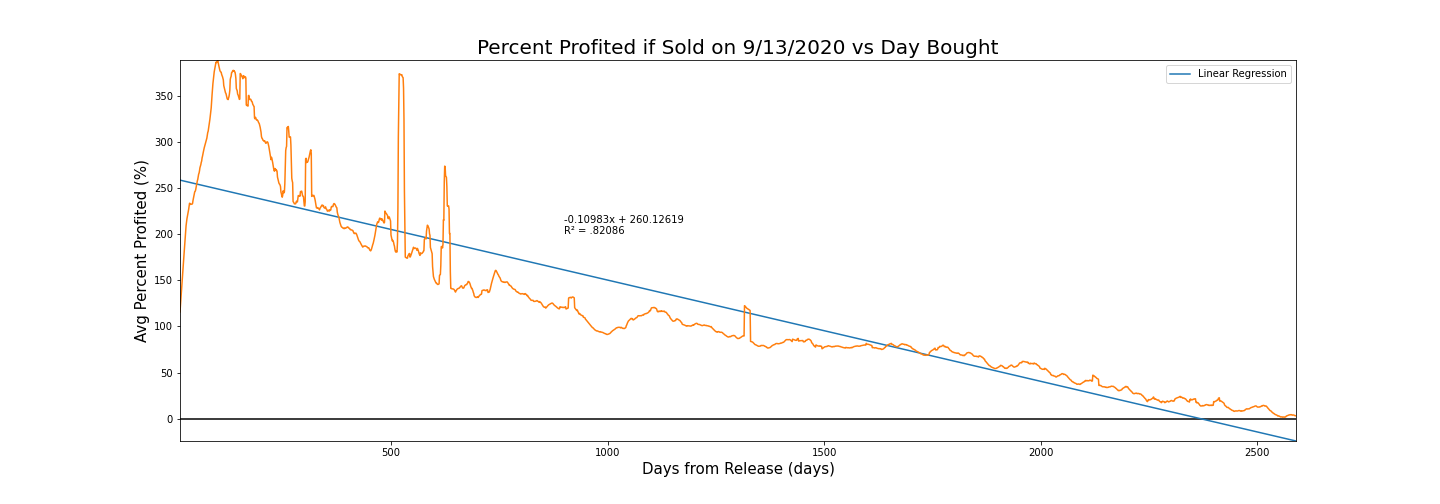 Percent Profited if Sold on 9/13/2020 vs Day Bought
Linear Regression
Avg Percent Profited (%)
350
300
250
200
150
100
50
0
-0.10983x + 260.12619
R² = .82086
500
1000
1500
2000
2500
Days from Release (days)